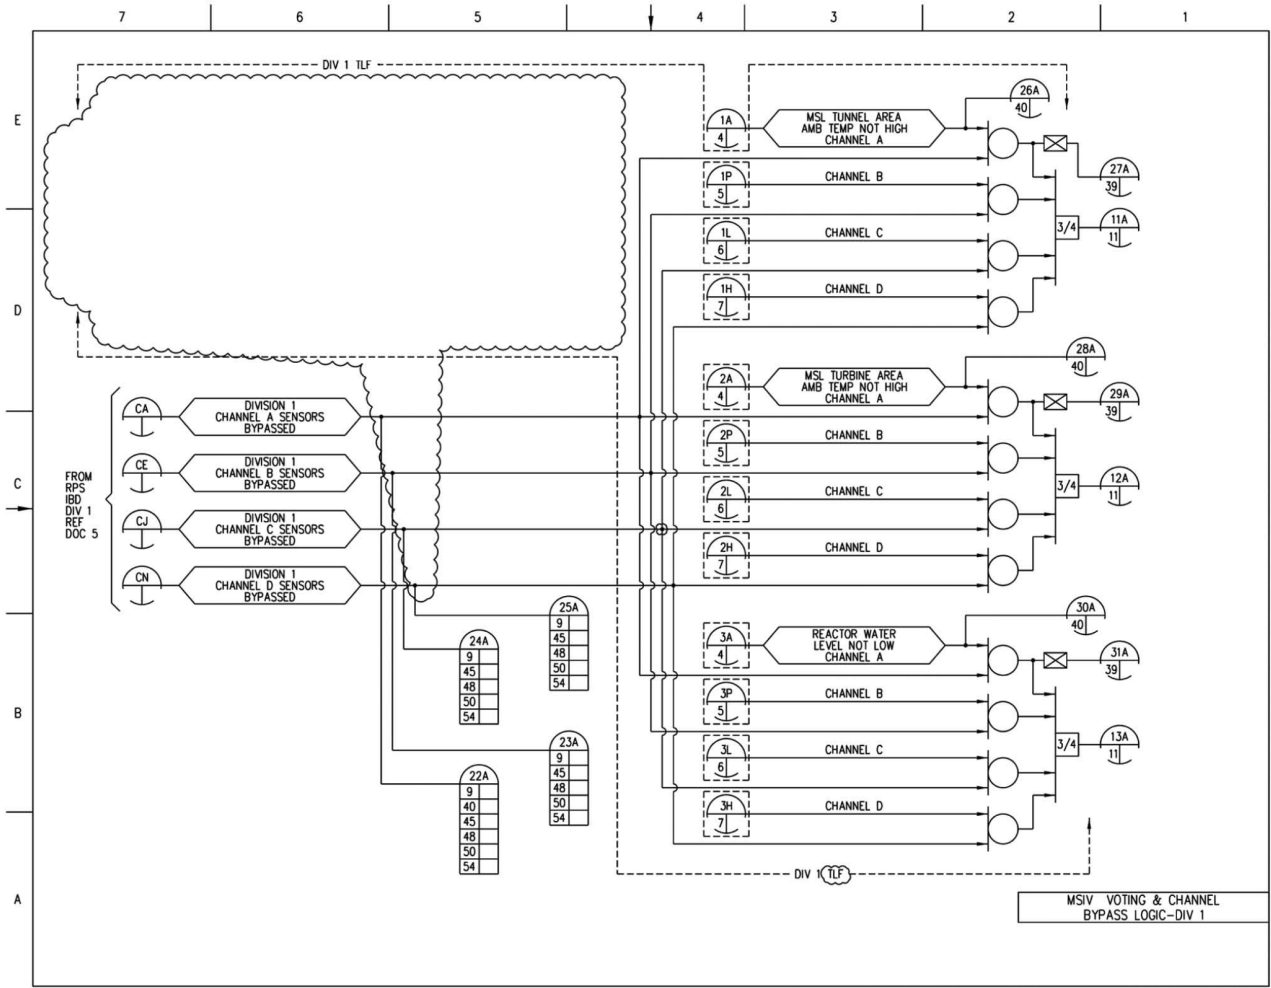 7 6 5 4 3 2 1
E
D
C
B
A
DIV 1 TLF
1A
4
MSL TUNNEL AREA
AMB TEMP NOT HIGH
CHANNEL A
26A
40
27A
39
1P
5
CHANNEL B
1L
6
CHANNEL C
3/4
11A
11
1H
7
CHANNEL D
28A
40
2A
4
MSL TURBINE AREA
AMB TEMP NOT HIGH
CHANNEL A
29A
39
2P
5
CHANNEL B
2L
6
CHANNEL C
3/4
12A
11
2H
7
CHANNEL D
FROM
RPS
IBD
DIV 1
REF
DOC 5
CA
DIVISION 1
CHANNEL A SENSORS
BYPASSED
CE
DIVISION 1
CHANNEL B SENSORS
BYPASSED
CJ
DIVISION 1
CHANNEL C SENSORS
BYPASSED
CN
DIVISION 1
CHANNEL D SENSORS
BYPASSED
25A
9
45
48
50
54
24A
9
45
48
50
54
23A
9
45
48
50
54
22A
9
40
45
48
50
54
30A
40
3A
4
REACTOR WATER
LEVEL NOT LOW
CHANNEL A
31A
39
3P
5
CHANNEL B
3L
6
CHANNEL C
3/4
13A
11
3H
7
CHANNEL D
DIV 1 TLF
MSIV VOTING & CHANNEL
BYPASS LOGIC-DIV 1